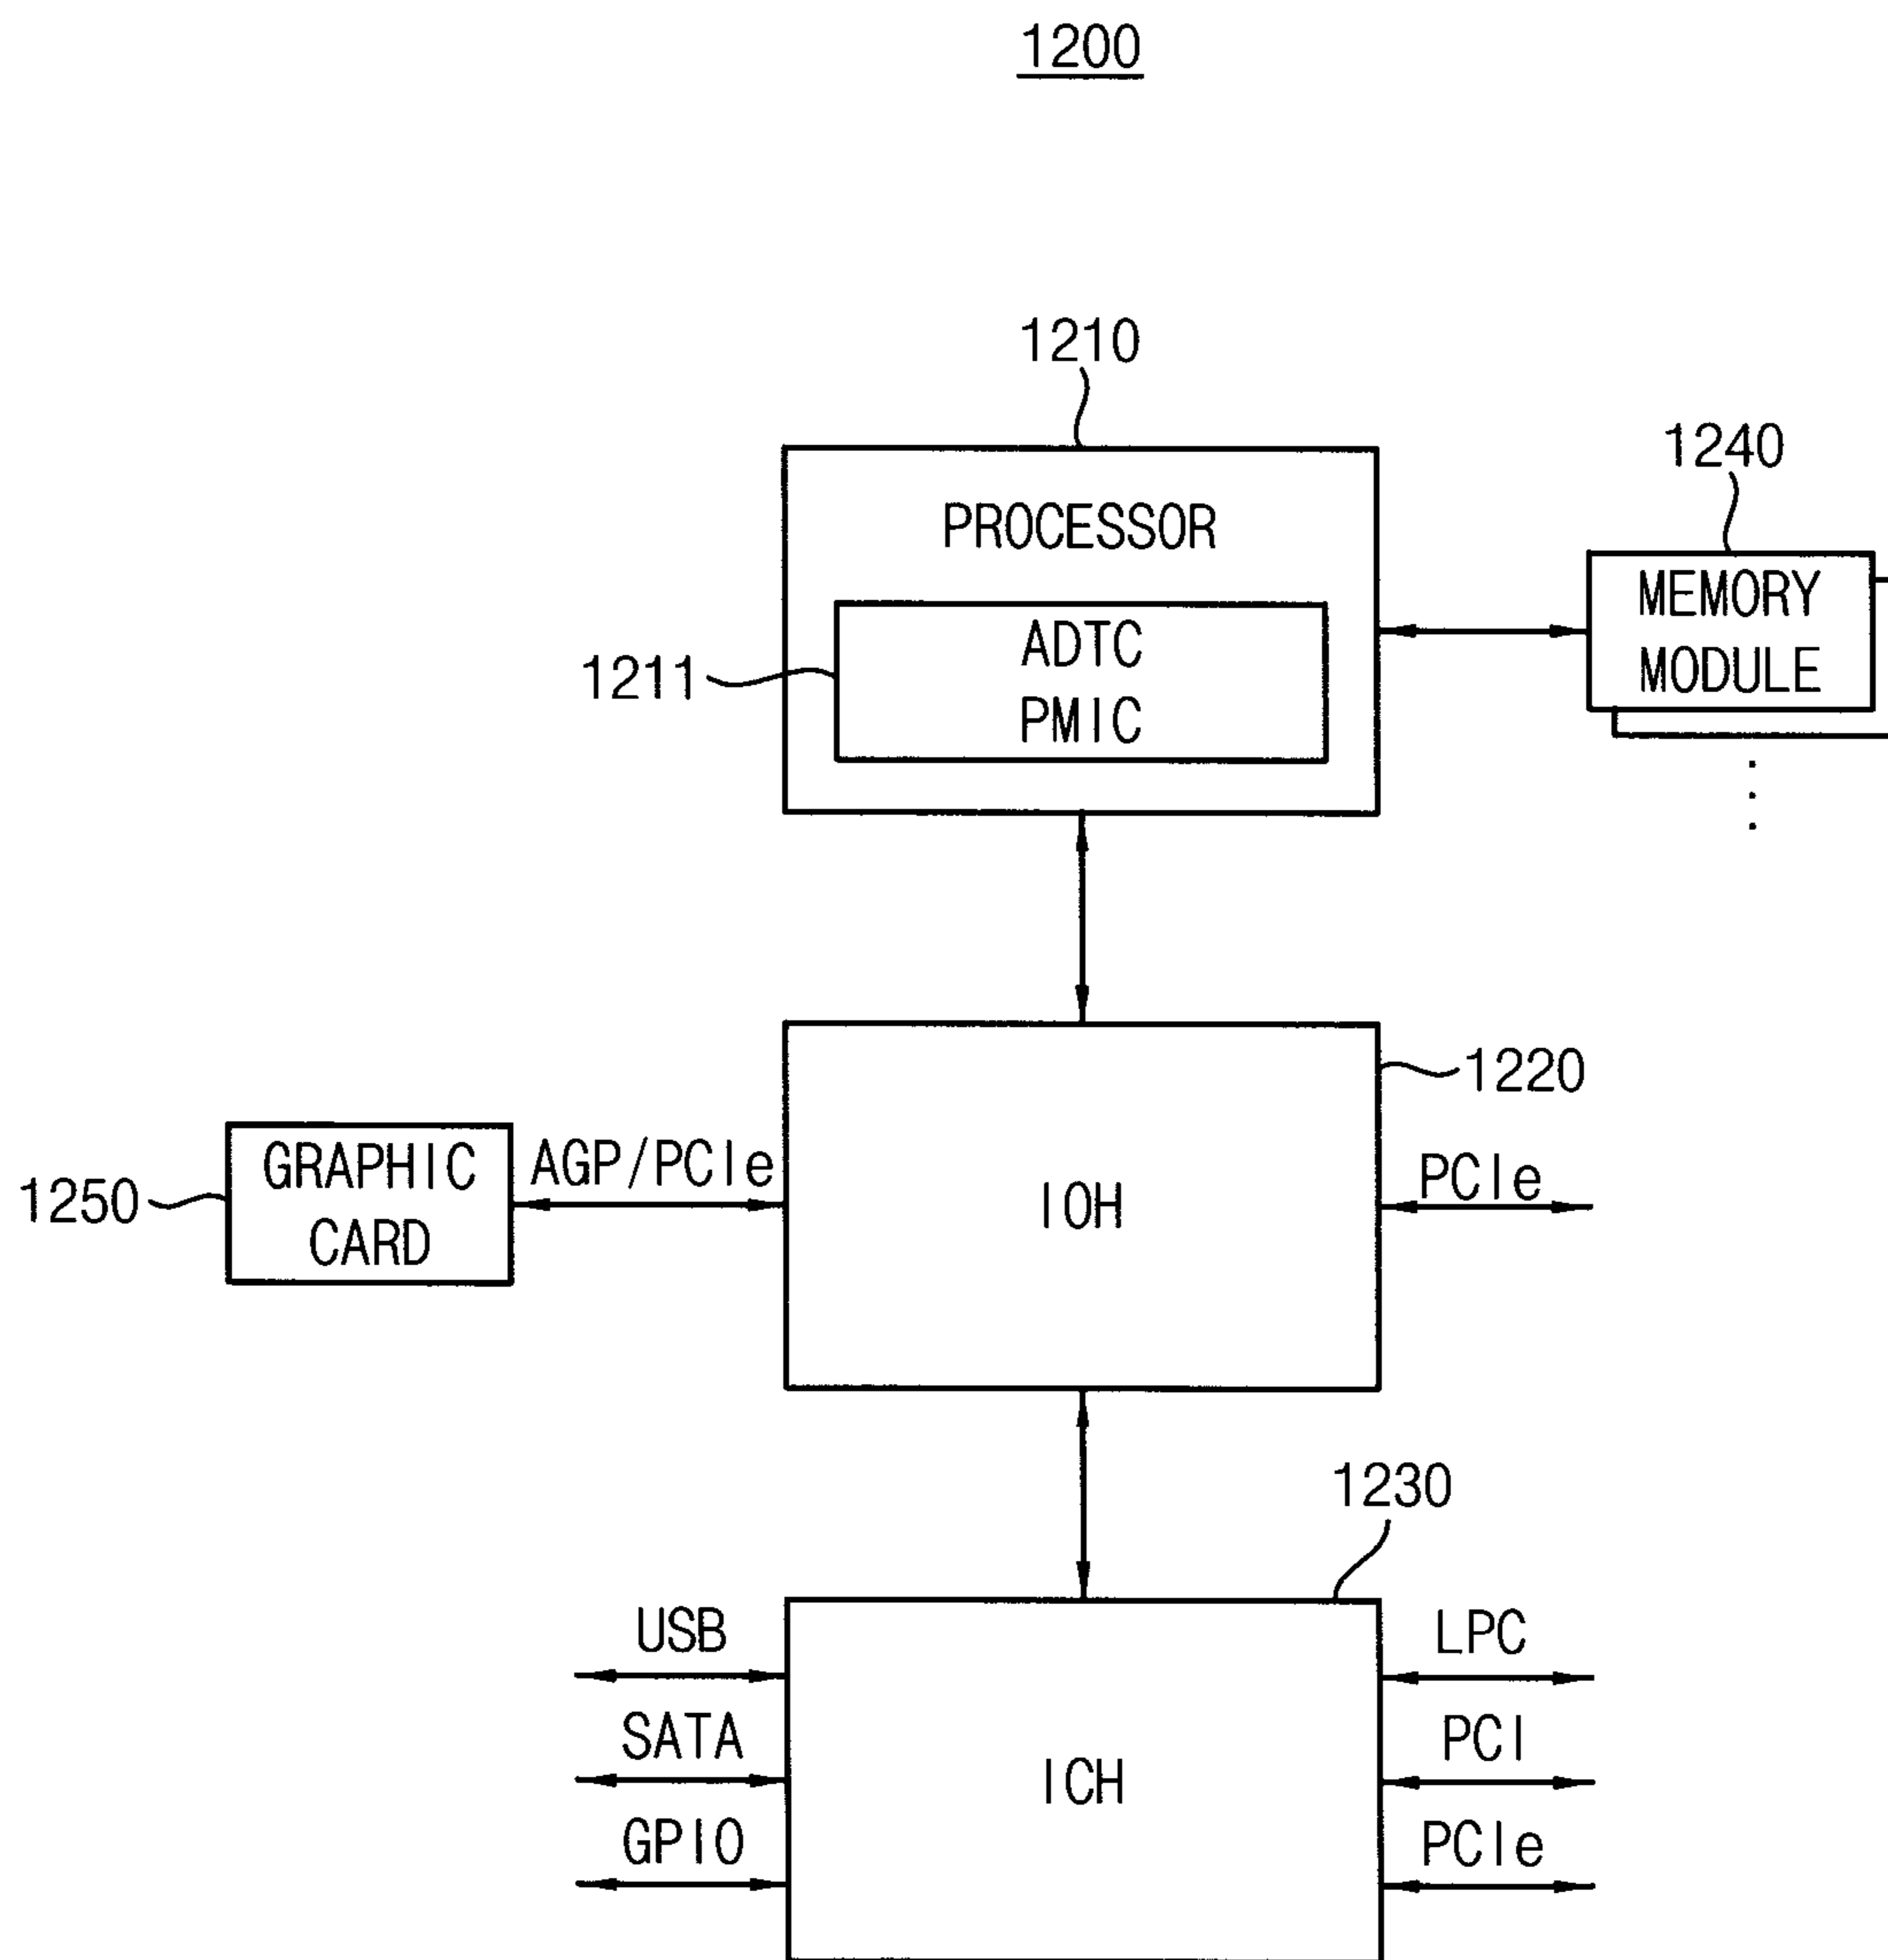 1200
1210
1240
PROCESSOR
MEMORY
MODULE
1211
ADTC
PMIC
1220
1250
GRAPHIC
CARD
AGP/PCIe
IOH
PCIe
1230
USB
LPC
SATA
PCI
ICH
GPIO
PCIe